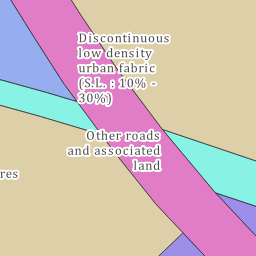 Discontinuous
low density
urban fabric
(S.L. : 10% -
30%)
Other roads
and associated
land
res